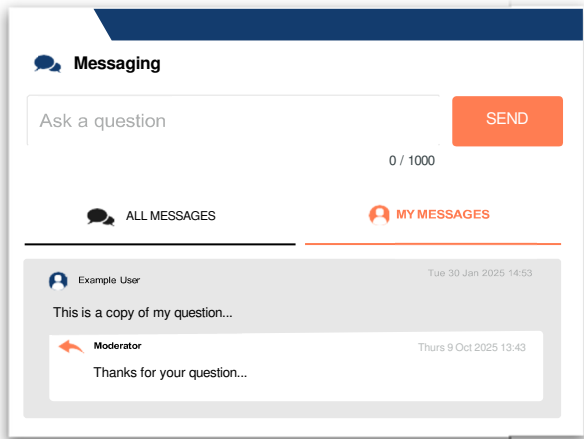 Messaging
Ask a question
SEND
0 / 1000
ALL MESSAGES
MY MESSAGES
Example User
Tue 30 Jan 2025 14:53
This is a copy of my question...
Moderator
Thurs 9 Oct 2025 13:43
Thanks for your question...